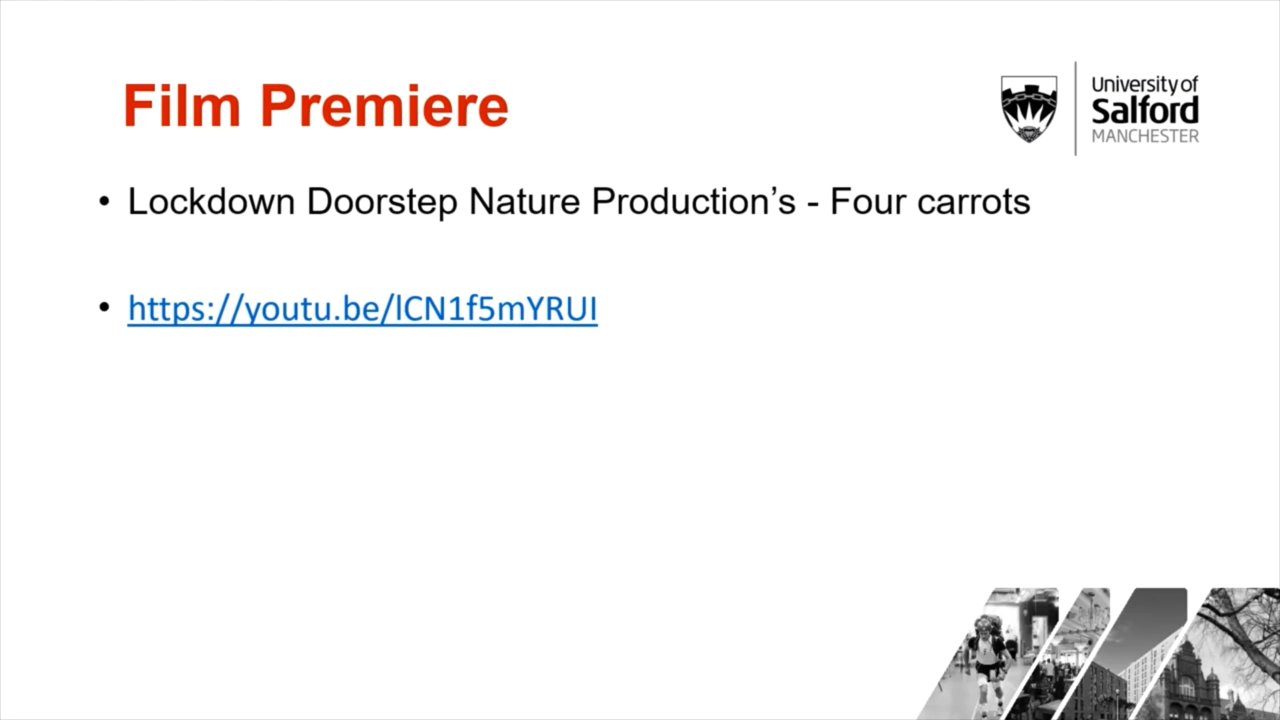 Film Premiere
University of
Salford
MANCHESTER
• Lockdown Doorstep Nature Production’s - Four carrots
• https://youtu.be/lCN1f5mYRUI